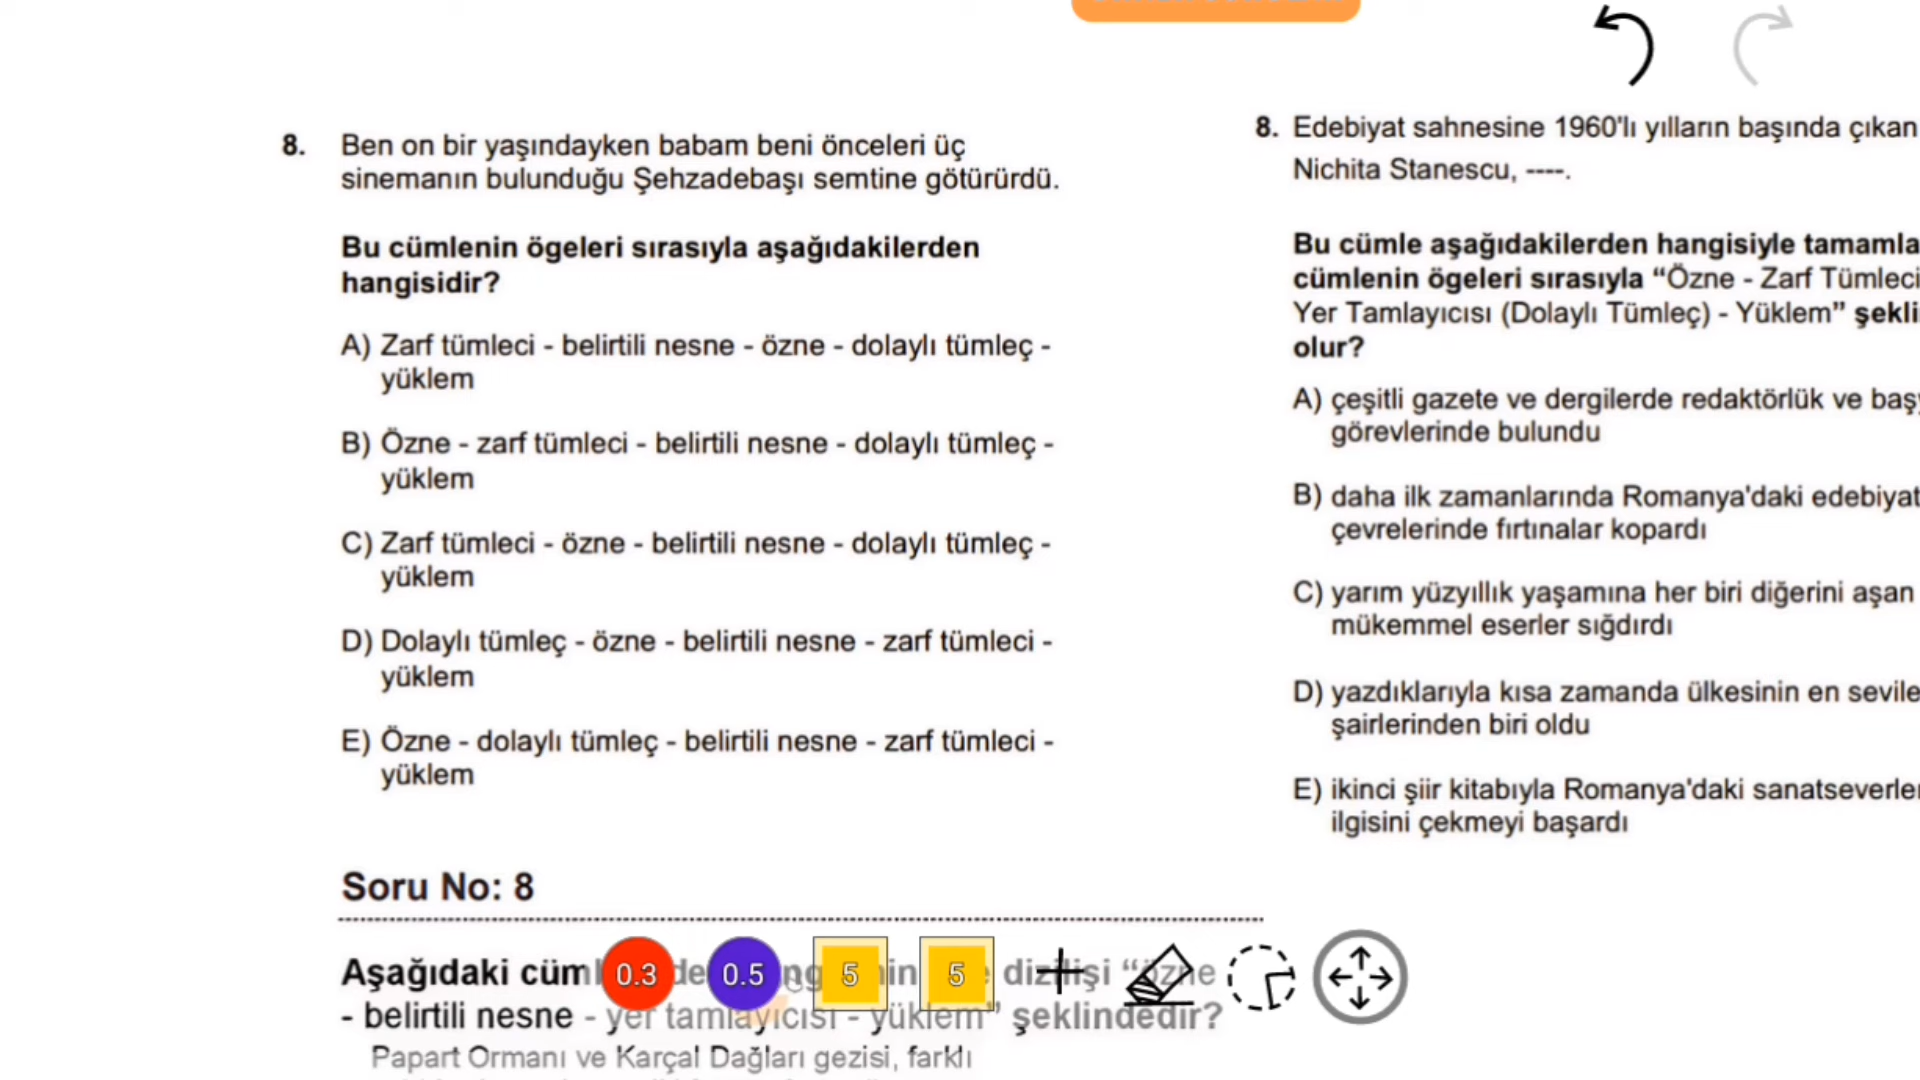 8. Ben on bir yaşındayken babam beni önceleri üç
sinemanın bulunduğu Şehzadebaşı semtine götürürdü.
Bu cümlenin ögeleri sırasıyla aşağıdakilerden
hangisidir?
A) Zarf tümleci - belirtili nesne - özne - dolaylı tümleç -
yüklem
B) Özne - zarf tümleci - belirtili nesne - dolaylı tümleç -
yüklem
C) Zarf tümleci - özne - belirtili nesne - dolaylı tümleç -
yüklem
D) Dolaylı tümleç - özne - belirtili nesne - zarf tümleci -
yüklem
E) Özne - dolaylı tümleç - belirtili nesne - zarf tümleci -
yüklem
Soru No: 8
Aşağıdaki dizilişi “özne
- belirtili nesne - yer tamlayıcısı - yüklem” şeklindedir?
Papart Ormanı ve Karçal Dağları gezisi, farklı
0.3
0.5
5
5
8. Edebiyat sahnesine 1960'lı yılların başında çıkan
Nichita Stanescu, ----.
Bu cümle aşağıdakilerden hangisiyle tamamla
cümlenin ögeleri sırasıyla “Özne - Zarf Tümleci
Yer Tamlayıcısı (Dolaylı Tümleç) - Yüklem” şekli
olur?
A) çeşitli gazete ve dergilerde redaktörlük ve
görevlerinde bulundu
B) daha ilk zamanlarında Romanya'daki edebiyat
çevrelerinde fırtınalar kopardı
C) yarım yüzyıllık yaşamına her biri diğerini aşan
mükemmel eserler sığdırdı
D) yazdıklarıyla kısa zamanda ülkesinin en sevile
şairlerinden biri oldu
E) ikinci şiir kitabıyla Romanya'daki sanatseverle
ilgisini çekmeyi başardı